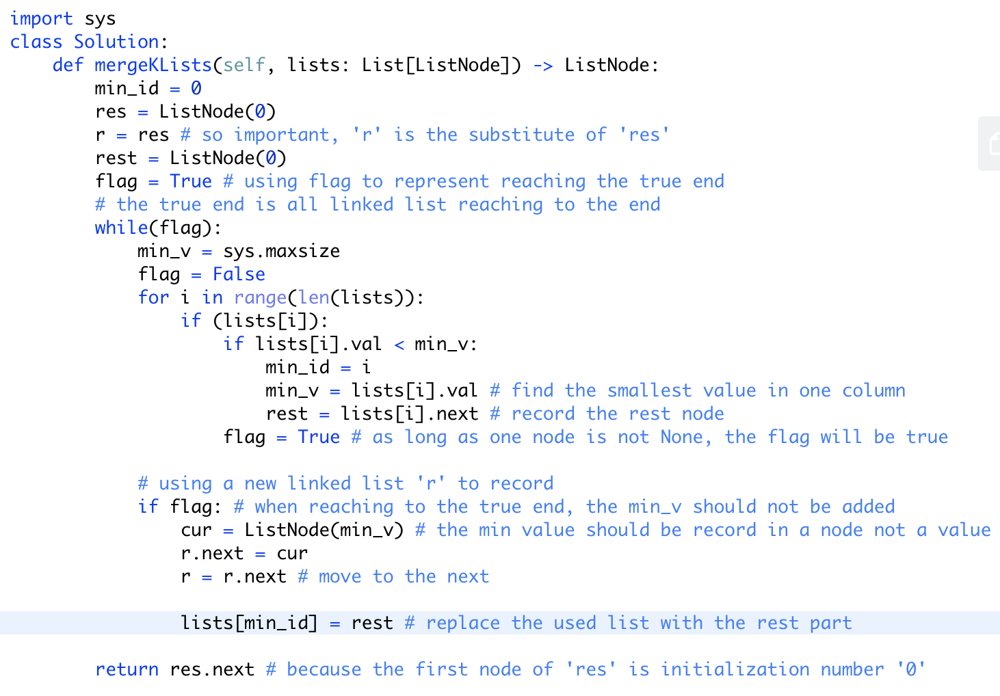 import sys
class Solution:
    def mergeKLists(self, lists: List[ListNode]) -> ListNode:
        min_id = 0
        res = ListNode(0)
        r = res # so important, 'r' is the substitute of 'res'
        rest = ListNode(0)
        flag = True # using flag to represent reaching the true end
        # the true end is all linked list reaching to the end
        while(flag):
            min_v = sys.maxsize
            flag = False
            for i in range(len(lists)):
                if (lists[i]):
                    if lists[i].val < min_v:
                        min_id = i
                        min_v = lists[i].val # find the smallest value in one column
                        rest = lists[i].next # record the rest node
                    flag = True # as long as one node is not None, the flag will be true
            # using a new linked list 'r' to record
            if flag: # when reaching to the true end, the min_v should not be added
                cur = ListNode(min_v) # the min value should be record in a node not a value
                r.next = cur
                r = r.next # move to the next
                lists[min_id] = rest # replace the used list with the rest part
        return res.next # because the first node of 'res' is initialization number '0'